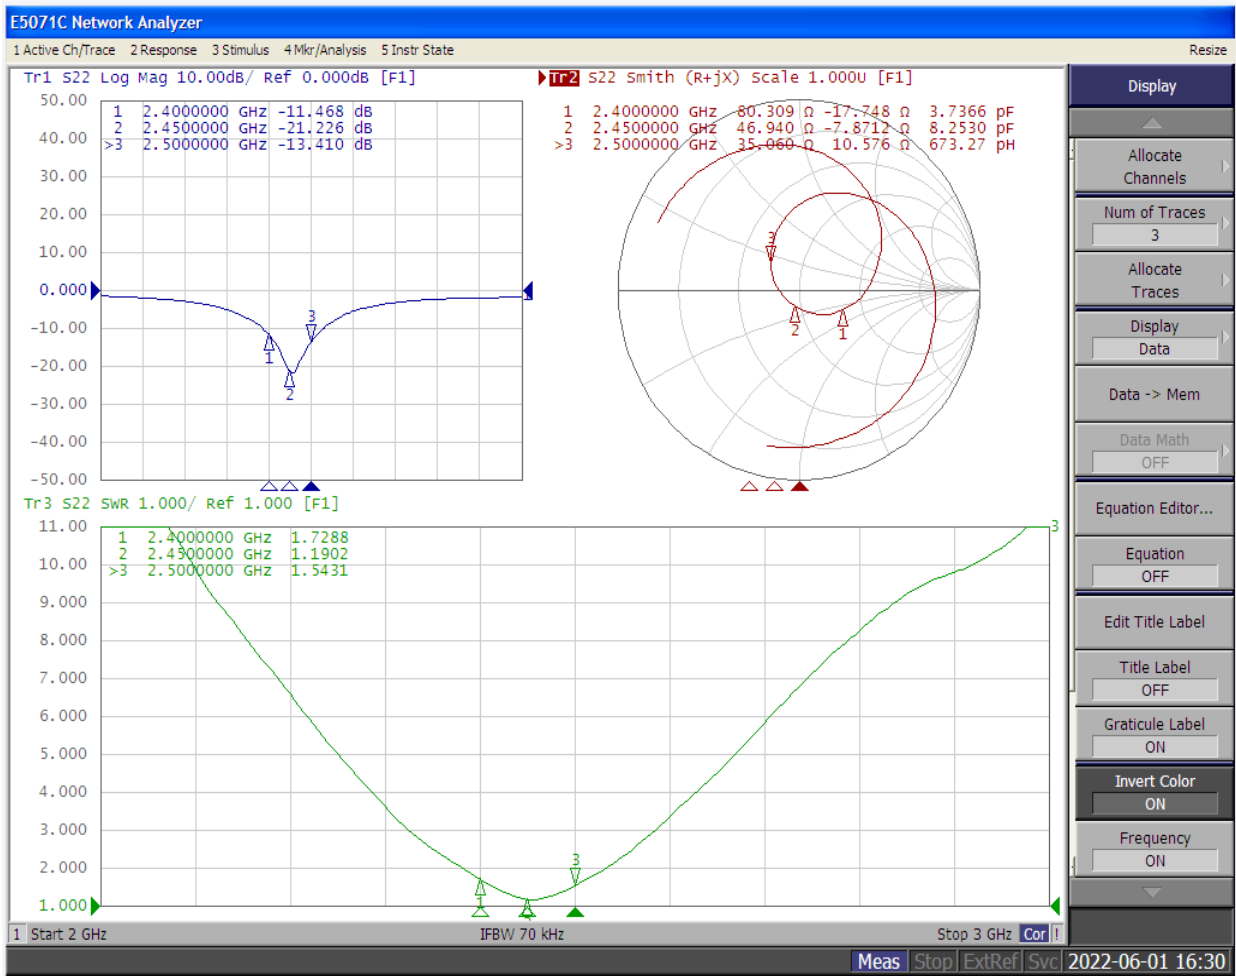 E5071C Network Analyzer
1 Active Ch/Trace 2 Response 3 Stimulus 4 Mkr/Analysis 5 Instr State Resize
Tr1 S22 Log Mag 10.00dB/ Ref 0.000dB [F1]
50.00
40.00
30.00
20.00
10.00
0.000
-10.00
-20.00
-30.00
-40.00
-50.00
1 2.4000000 GHz -11.468 dB
2 2.4500000 GHz -21.226 dB
>3 2.5000000 GHz -13.410 dB
1
2
3
1
Tr2 S22 Smith (R+jX) Scale 1.000U [F1]
1 2.4000000 GHz 80.309 Ω -17.748 Ω 3.7366 pF
2 2.4500000 GHz 46.940 Ω -7.8712 Ω 8.2530 pF
>3 2.5000000 GHz 35.060 Ω 10.576 Ω 673.27 pH
3
2
1
Tr3 S22 SWR 1.000/ Ref 1.000 [F1]
11.00
10.00
9.000
8.000
7.000
6.000
5.000
4.000
3.000
2.000
1.000
1 2.4000000 GHz 1.7288
2 2.4500000 GHz 1.1902
>3 2.5000000 GHz 1.5431
1
2
3
3
1 Start 2 GHz IFBW 70 kHz Stop 3 GHz Cor !
Meas Stop ExtRef Svc 2022-06-01 16:30
Display
Allocate
Channels
Num of Traces
3
Allocate
Traces
Display
Data
Data -> Mem
Data Math
OFF
Equation Editor...
Equation
OFF
Edit Title Label
Title Label
OFF
Graticule Label
ON
Invert Color
ON
Frequency
ON